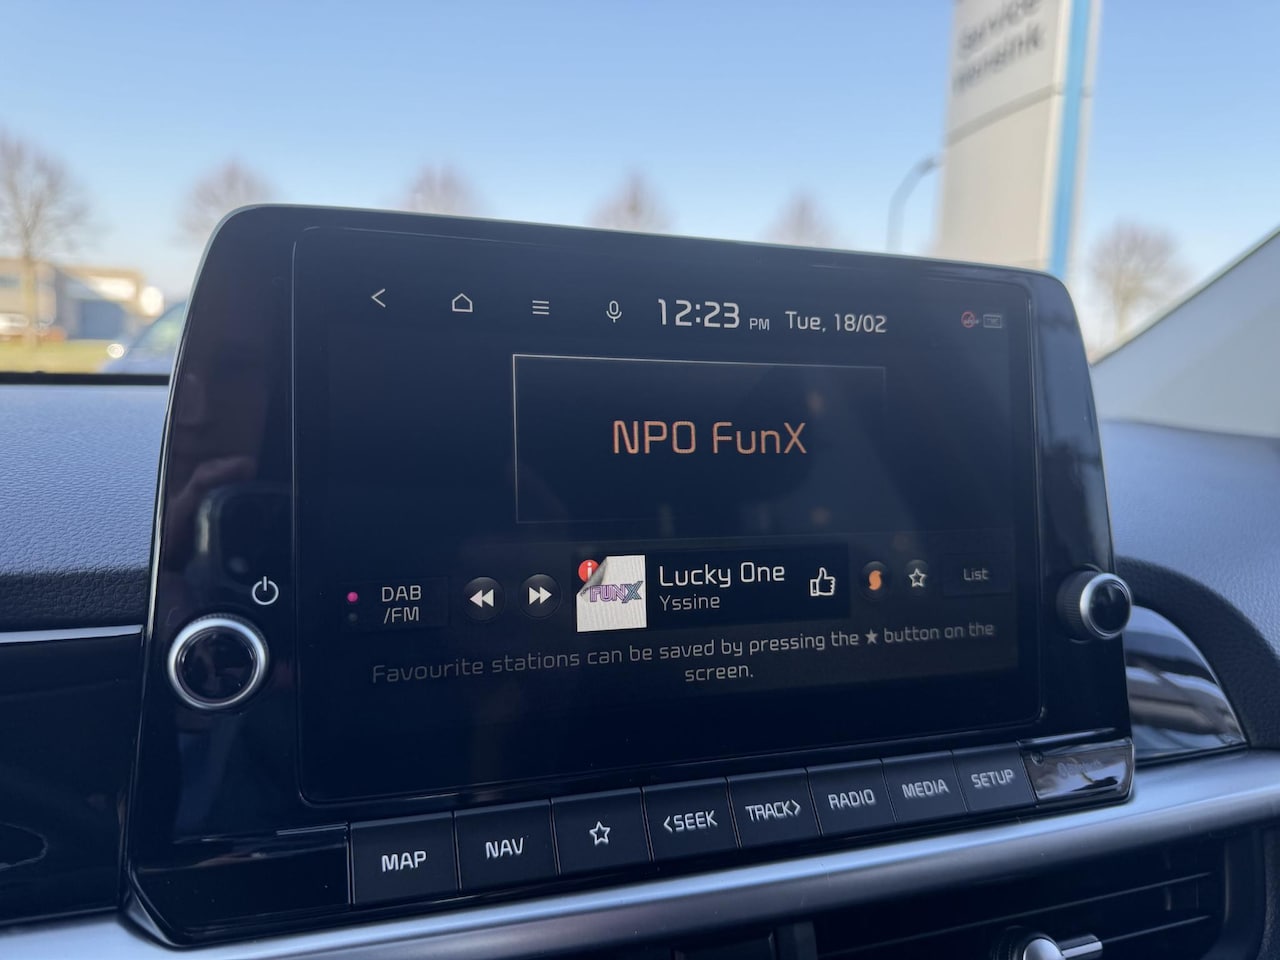 Service
12:23 PM Tue, 18/02
NPO FunX
DAB
/FM
FUNX
Lucky One
Yssine
List
Favourite stations can be saved by pressing the ★ button on the
screen.
MAP NAV ☆ <SEEK TRACK> RADIO MEDIA SETUP